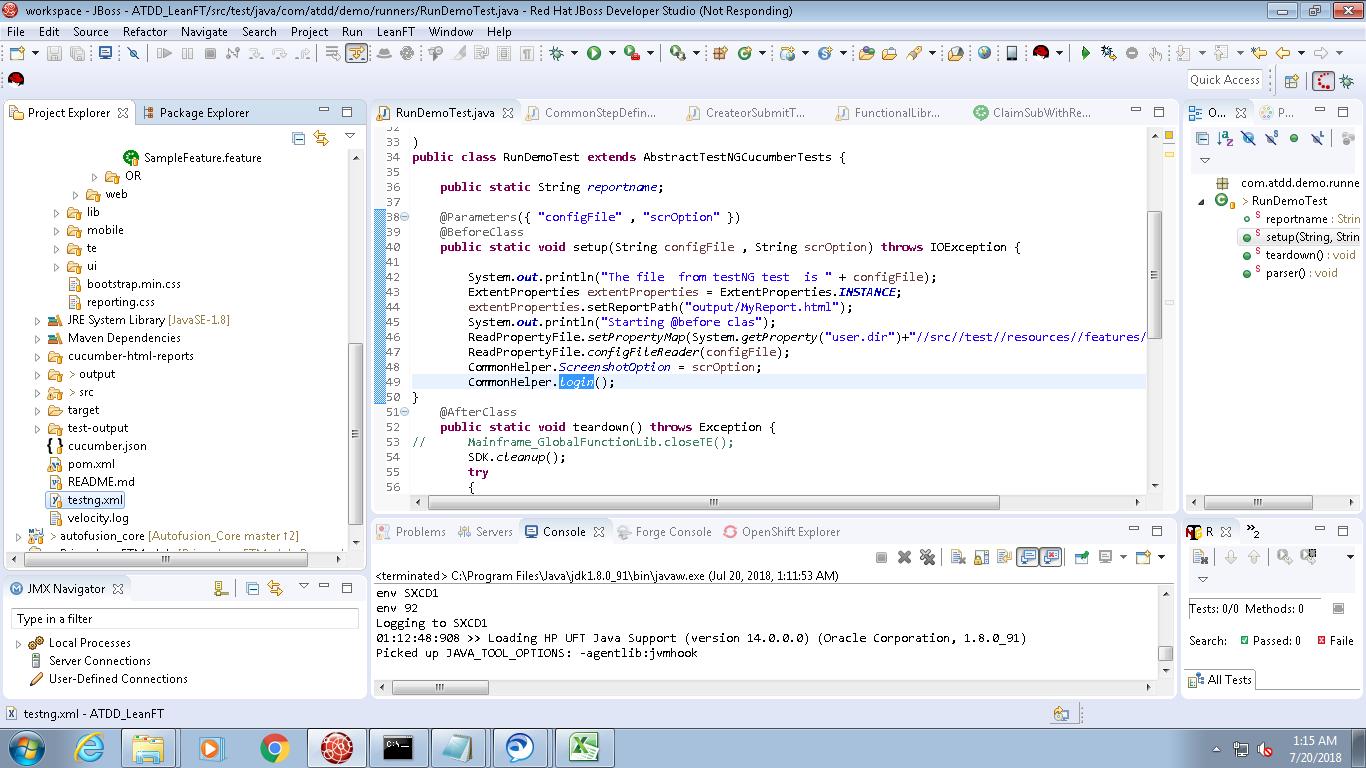 workspace - JBoss - ATDD_LeanFT/src/test/java/com/atdd/demo/runners/RunDemoTest.java - Red Hat JBoss Developer Studio (Not Responding)
File Edit Source Refactor Navigate Search Project Run LeanFT Window Help
Quick Access
Project Explorer
Package Explorer
SampleFeature.feature
OR
web
lib
mobile
te
ui
bootstrap.min.css
reporting.css
JRE System Library [JavaSE-1.8]
Maven Dependencies
cucumber-html-reports
> output
> src
target
test-output
cucumber.json
pom.xml
README.md
testng.xml
velocity.log
> autofusion_core [Autofusion_Core master ↑2]
JMX Navigator
Type in a filter
Local Processes
Server Connections
User-Defined Connections
RunDemoTest.java
CommonStepDefin...
CreateorSubmitT...
FunctionalLibr...
ClaimSubWithRe...
32
33 )
34 public class RunDemoTest extends AbstractTestNGCucumberTests {
35
36 public static String reportname;
37
38 @Parameters({ "configFile" , "scrOption" })
39 @BeforeClass
40 public static void setup(String configFile , String scrOption) throws IOException {
41
42 System.out.println("The file  from testNG test  is " + configFile);
43 ExtentProperties extentProperties = ExtentProperties.INSTANCE;
44 extentProperties.setReportPath("output/MyReport.html");
45 System.out.println("Starting @before clas");
46 ReadPropertyFile.setPropertyMap(System.getProperty("user.dir")+"//src//test//resources//features/
47 ReadPropertyFile.configFileReader(configFile);
48 CommonHelper.ScreenshotOption = scrOption;
49 CommonHelper.login();
50 }
51 @AfterClass
52 public static void teardown() throws Exception {
53 // Mainframe_GlobalFunctionLib.closeTE();
54 SDK.cleanup();
55 try
56 {
Problems
Servers
Console
Forge Console
OpenShift Explorer
<terminated> C:\Program Files\Java\jdk1.8.0_91\bin\javaw.exe (Jul 20, 2018, 1:11:53 AM)
env SXCD1
env 92
Logging to SXCD1
01:12:48:908 >> Loading HP UFT Java Support (version 14.0.0.0) (Oracle Corporation, 1.8.0_91)
Picked up JAVA_TOOL_OPTIONS: -agentlib:jvmhook
O...
P...
com.atdd.demo.runne
> RunDemoTest
reportname : Strin
setup(String, Strin
teardown() : void
parser() : void
R
»2
Tests: 0/0 Methods: 0
Search: Passed: 0 Faile
All Tests
testng.xml - ATDD_LeanFT
1:15 AM
7/20/2018